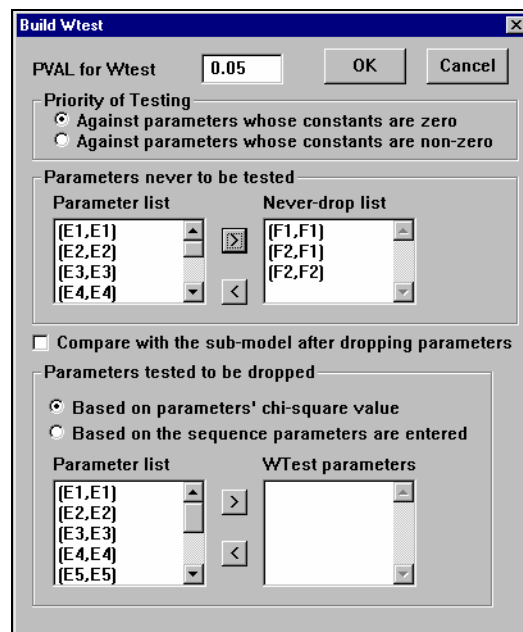 Build Wtest
PVAL for Wtest 0.05 OK Cancel
Priority of Testing
Against parameters whose constants are zero
Against parameters whose constants are non-zero
Parameters never to be tested
Parameter list Never-drop list
(E1,E1) (F1,F1)
(E2,E2) > (F2,F1)
(E3,E3) (F2,F2)
(E4,E4) <
Compare with the sub-model after dropping parameters
Parameters tested to be dropped
Based on parameters' chi-square value
Based on the sequence parameters are entered
Parameter list WTest parameters
(E1,E1)
(E2,E2) >
(E3,E3)
(E4,E4) <
(E5,E5)